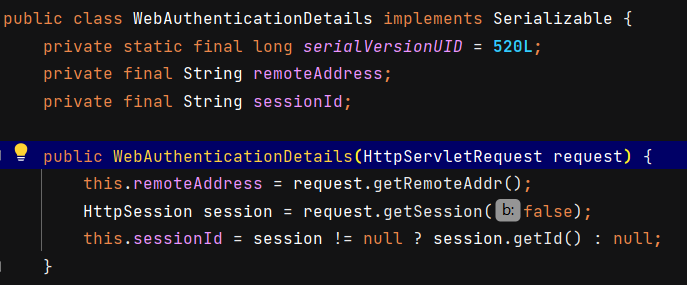 public class WebAuthenticationDetails implements Serializable {
    private static final long serialVersionUID = 520L;
    private final String remoteAddress;
    private final String sessionId;

    public WebAuthenticationDetails(HttpServletRequest request) {
        this.remoteAddress = request.getRemoteAddr();
        HttpSession session = request.getSession( b: false);
        this.sessionId = session != null ? session.getId() : null;
    }